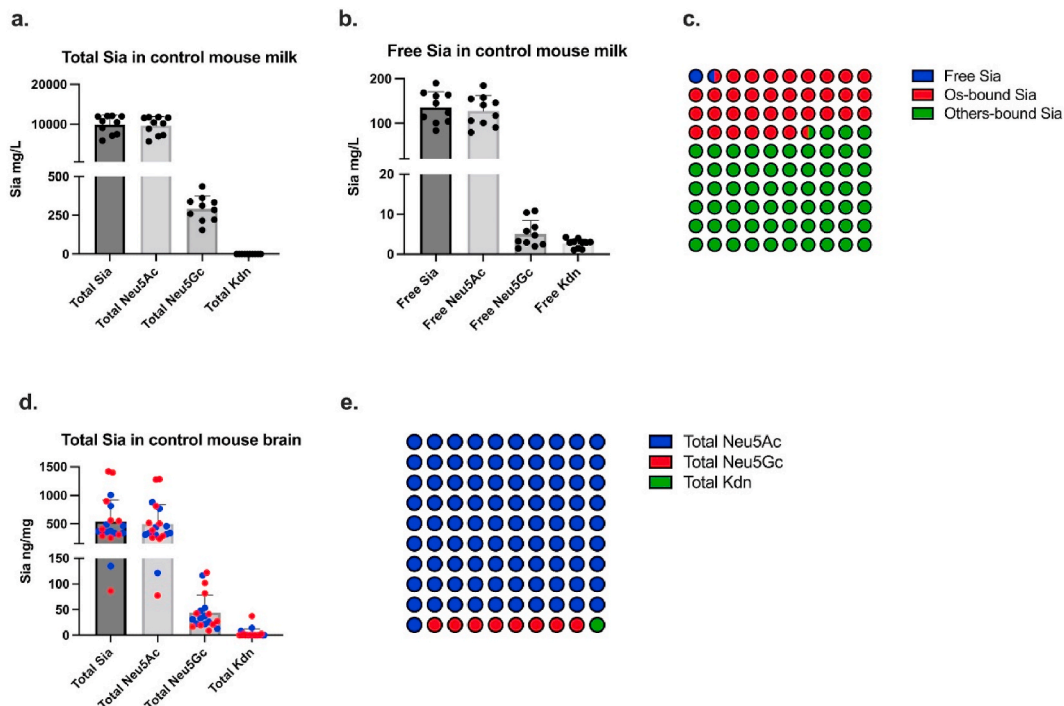 a.
Total Sia in control mouse milk
Sia mg/L
20000
10000
500
250
0
Total Sia
Total Neu5Ac
Total Neu5Gc
Total Kdn
b.
Free Sia in control mouse milk
Sia mg/L
200
100
20
10
0
Free Sia
Free Neu5Ac
Free Neu5Gc
Free Kdn
c.
Free Sia
Os-bound Sia
Others-bound Sia
d.
Total Sia in control mouse brain
Sia ng/mg
1500
1000
500
150
100
50
0
Total Sia
Total Neu5Ac
Total Neu5Gc
Total Kdn
e.
Total Neu5Ac
Total Neu5Gc
Total Kdn